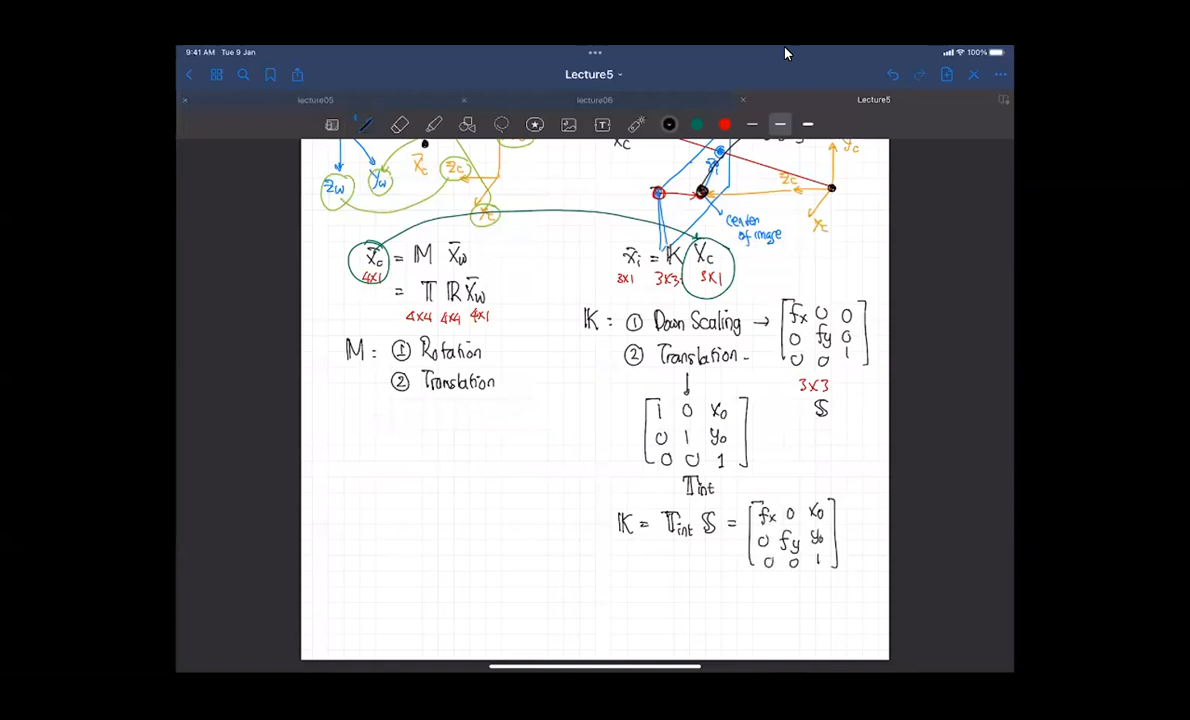 9:41 AM Tue 9 Jan
100%
Lecture5
lecture05
lecture06
Lecture5
Zw
Yw
X̄c
Zc
Xc
Xc
yc
Zc
Xc
center
of image
X̄c = 𝕄 X̄w
4x1
= 𝕋 ℝ X̄w
4x4 4x4 4x1
𝕄 : ① Rotation
② Translation
x̄i = 𝕂 Xc
3x1 3x3 3x1
𝕂 : ① Down Scaling → [fx 0 0
0 fy 0
0 0 1]
3x3
𝕊
② Translation
↓
[1 0 x0
0 1 y0
0 0 1]
𝕋int
𝕂 = 𝕋int 𝕊 = [fx 0 x0
0 fy y0
0 0 1]